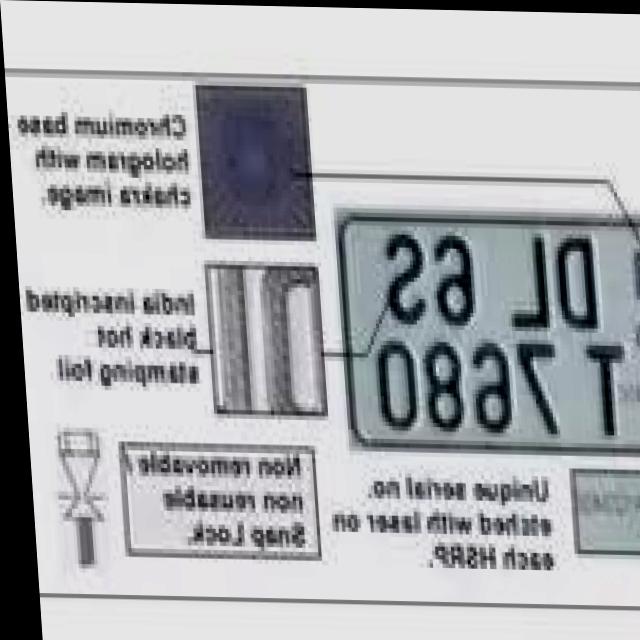 Chromium base
hologram with
chakra image.
DL 6S
T 7680
India inscripted
black hot
stamping foil
Non removable /
non reusable
Snap Lock.
Unique serial no.
etched with laser on
each HSRP.